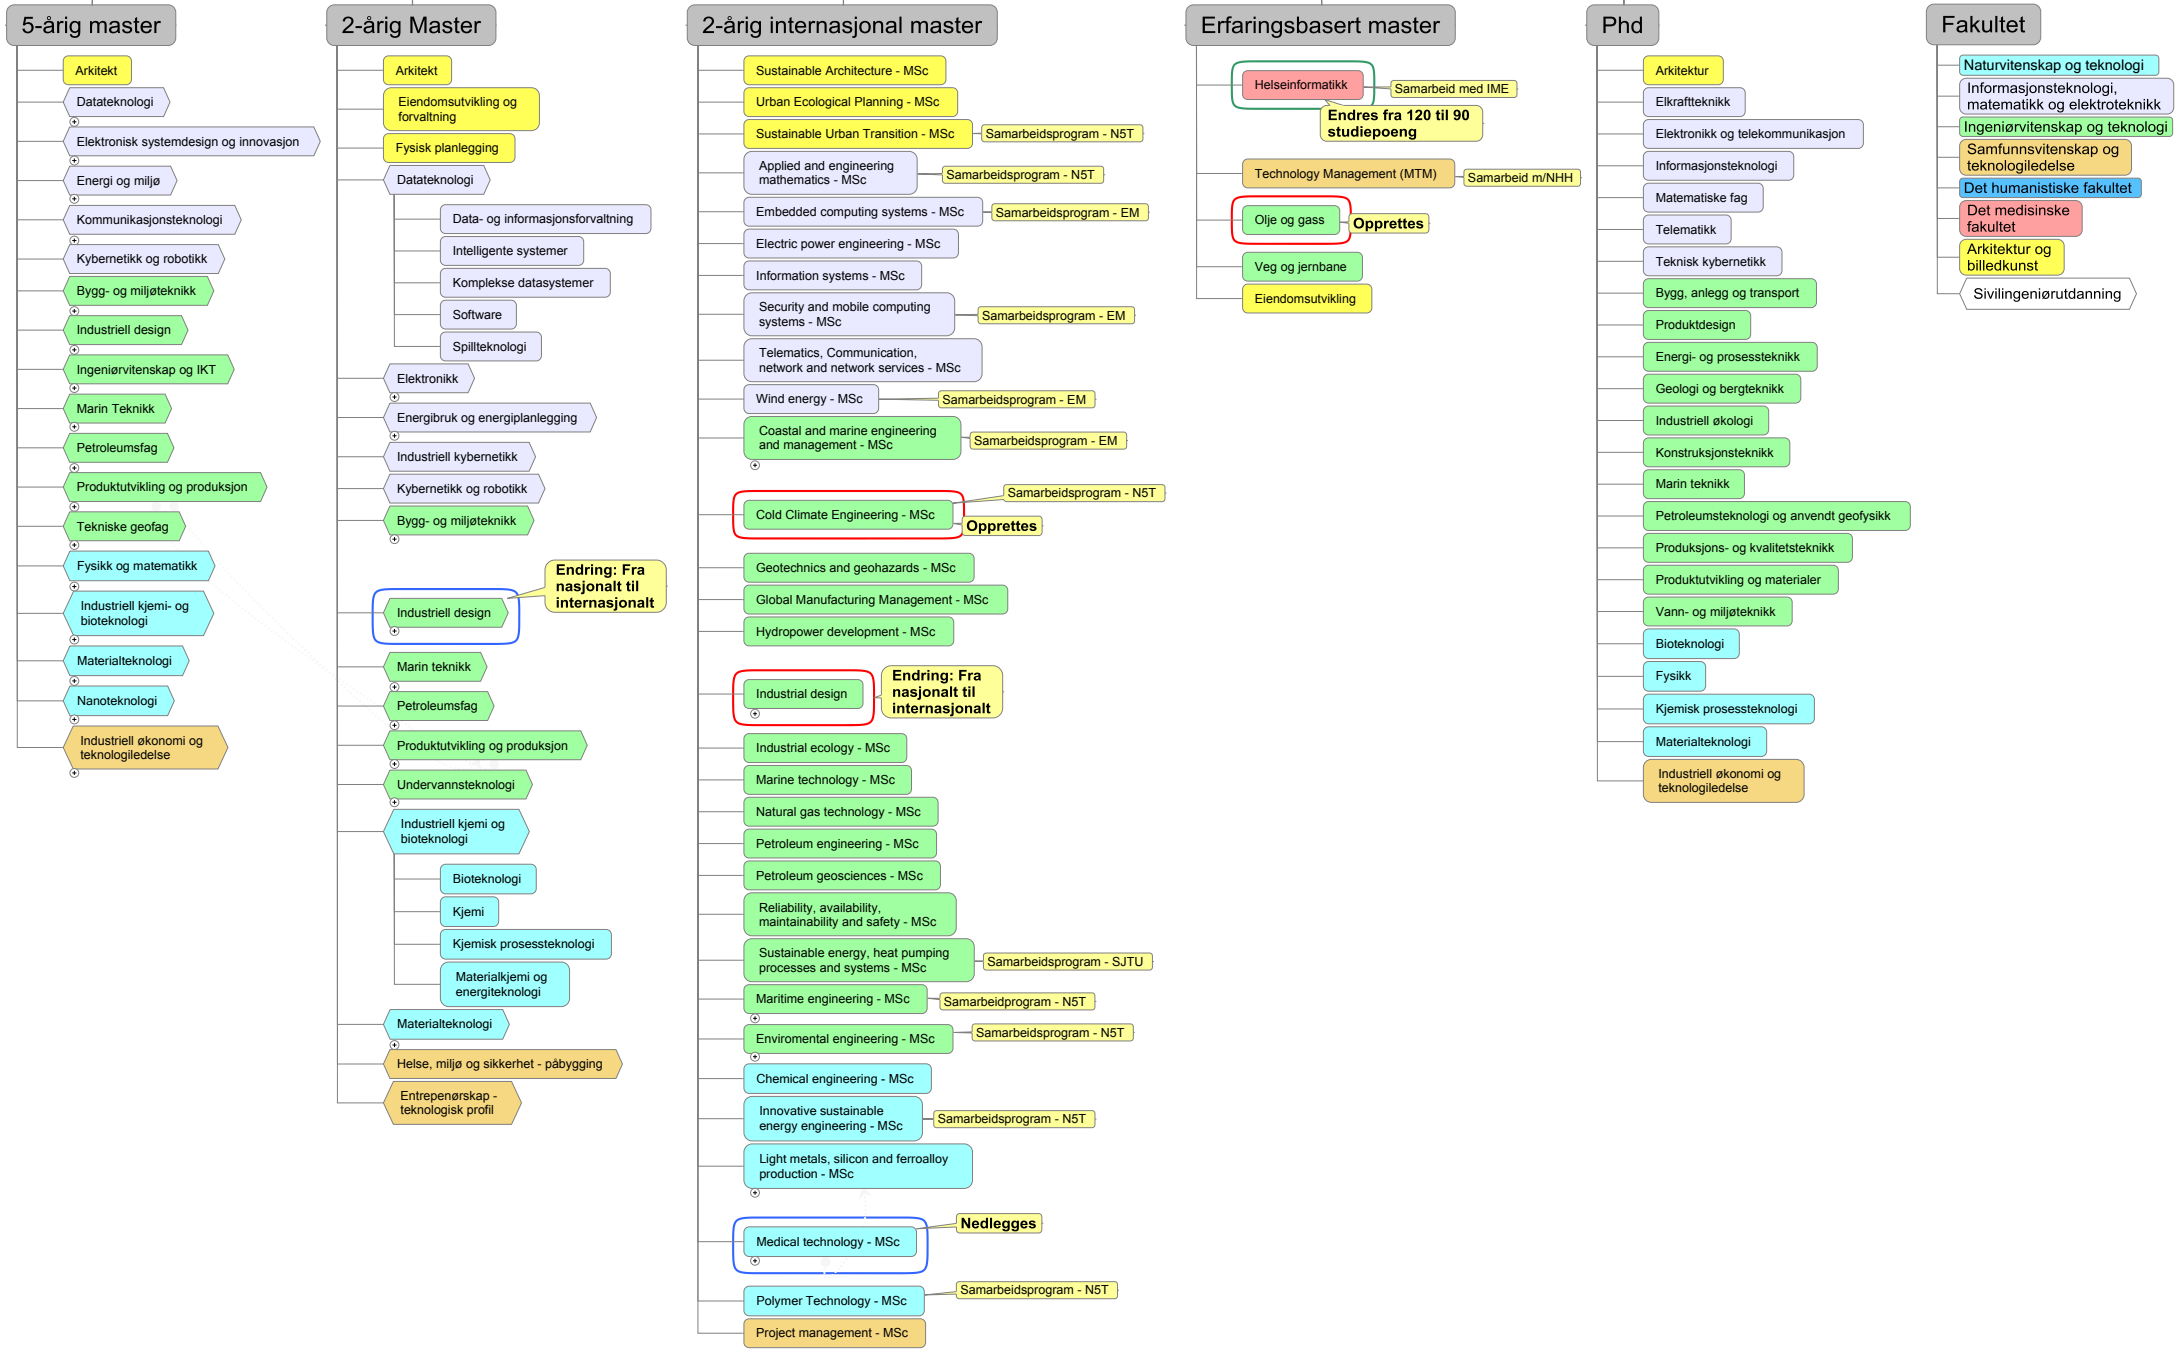 5-årig master
Arkitekt
Datateknologi
Elektronisk systemdesign og innovasjon
Energi og miljø
Kommunikasjonsteknologi
Kybernetikk og robotikk
Bygg- og miljøteknikk
Industriell design
Ingeniørvitenskap og IKT
Marin Teknikk
Petroleumsfag
Produktutvikling og produksjon
Tekniske geofag
Fysikk og matematikk
Industriell kjemi- og
bioteknologi
Materialteknologi
Nanoteknologi
Industriell økonomi og
teknologiledelse
2-årig Master
Arkitekt
Eiendomsutvikling og
forvaltning
Fysisk planlegging
Datateknologi
Data- og informasjonsforvaltning
Intelligente systemer
Komplekse datasystemer
Software
Spillteknologi
Elektronikk
Energibruk og energiplanlegging
Industriell kybernetikk
Kybernetikk og robotikk
Bygg- og miljøteknikk
Endring: Fra
nasjonalt til
internasjonalt
Industriell design
Marin teknikk
Petroleumsfag
Produktutvikling og produksjon
Undervannsteknologi
Industriell kjemi og
bioteknologi
Bioteknologi
Kjemi
Kjemisk prosessteknologi
Materialkjemi og
energiteknologi
Materialteknologi
Helse, miljø og sikkerhet - påbygging
Entrepenørskap -
teknologisk profil
2-årig internasjonal master
Sustainable Architecture - MSc
Urban Ecological Planning - MSc
Sustainable Urban Transition - MSc
Samarbeidsprogram - N5T
Applied and engineering
mathematics - MSc
Samarbeidsprogram - N5T
Embedded computing systems - MSc
Samarbeidsprogram - EM
Electric power engineering - MSc
Information systems - MSc
Security and mobile computing
systems - MSc
Samarbeidsprogram - EM
Telematics, Communication,
network and network services - MSc
Wind energy - MSc
Samarbeidsprogram - EM
Coastal and marine engineering
and management - MSc
Samarbeidsprogram - EM
Samarbeidsprogram - N5T
Cold Climate Engineering - MSc
Opprettes
Geotechnics and geohazards - MSc
Global Manufacturing Management - MSc
Hydropower development - MSc
Industrial design
Endring: Fra
nasjonalt til
internasjonalt
Industrial ecology - MSc
Marine technology - MSc
Natural gas technology - MSc
Petroleum engineering - MSc
Petroleum geosciences - MSc
Reliability, availability,
maintainability and safety - MSc
Sustainable energy, heat pumping
processes and systems - MSc
Samarbeidsprogram - SJTU
Maritime engineering - MSc
Samarbeidprogram - N5T
Enviromental engineering - MSc
Samarbeidsprogram - N5T
Chemical engineering - MSc
Innovative sustainable
energy engineering - MSc
Samarbeidsprogram - N5T
Light metals, silicon and ferroalloy
production - MSc
Nedlegges
Medical technology - MSc
Samarbeidsprogram - N5T
Polymer Technology - MSc
Project management - MSc
Erfaringsbasert master
Helseinformatikk
Samarbeid med IME
Endres fra 120 til 90
studiepoeng
Technology Management (MTM)
Samarbeid m/NHH
Olje og gass
Opprettes
Veg og jernbane
Eiendomsutvikling
Phd
Arkitektur
Elkraftteknikk
Elektronikk og telekommunikasjon
Informasjonsteknologi
Matematiske fag
Telematikk
Teknisk kybernetikk
Bygg, anlegg og transport
Produktdesign
Energi- og prosessteknikk
Geologi og bergteknikk
Industriell økologi
Konstruksjonsteknikk
Marin teknikk
Petroleumsteknologi og anvendt geofysikk
Produksjons- og kvalitetsteknikk
Produktutvikling og materialer
Vann- og miljøteknikk
Bioteknologi
Fysikk
Kjemisk prosessteknologi
Materialteknologi
Industriell økonomi og
teknologiledelse
Fakultet
Naturvitenskap og teknologi
Informasjonsteknologi,
matematikk og elektroteknikk
Ingeniørvitenskap og teknologi
Samfunnsvitenskap og
teknologiledelse
Det humanistiske fakultet
Det medisinske
fakultet
Arkitektur og
billedkunst
Sivilingeniørutdanning